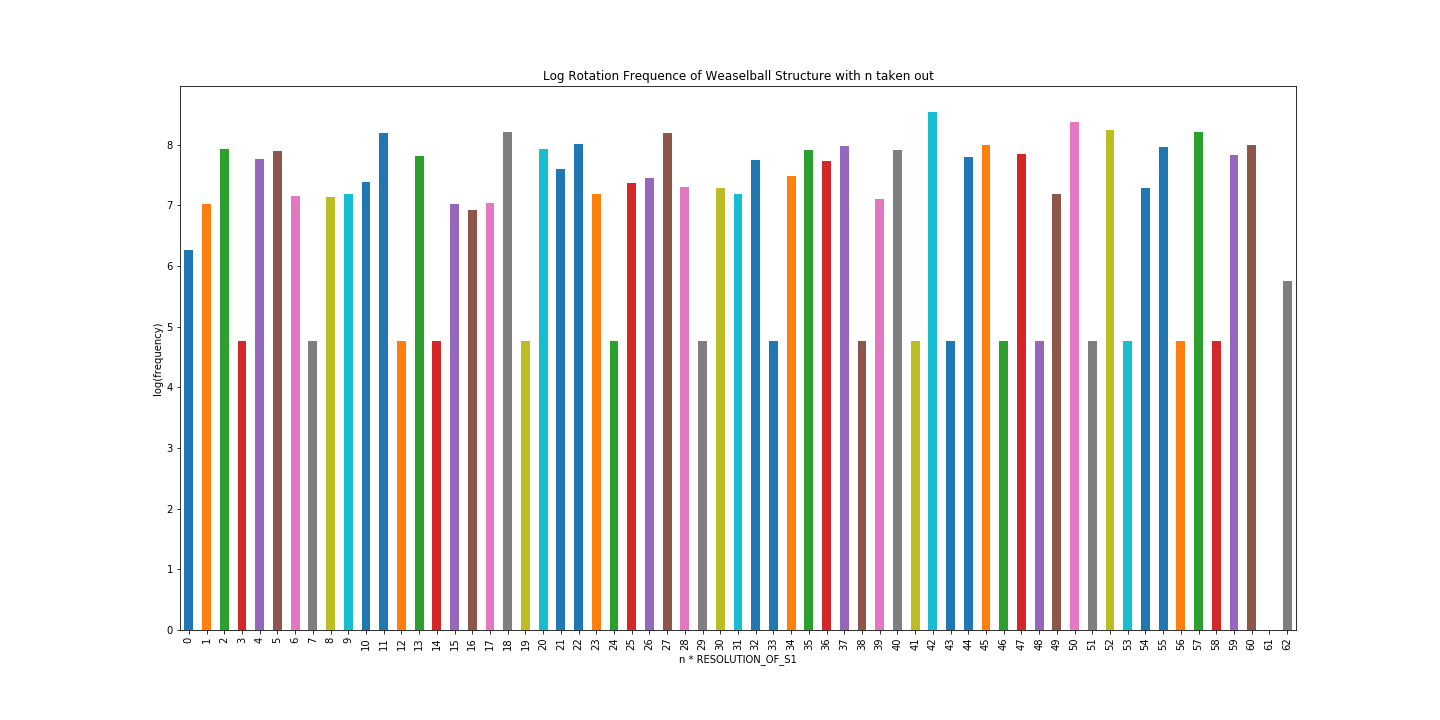 Log Rotation Frequence of Weaselball Structure with n taken out
8
7
6
5
4
3
2
1
0
log(frequency)
0 1 2 3 4 5 6 7 8 9 10 11 12 13 14 15 16 17 18 19 20 21 22 23 24 25 26 27 28 29 30 31 32 33 34 35 36 37 38 39 40 41 42 43 44 45 46 47 48 49 50 51 52 53 54 55 56 57 58 59 60 61 62
n * RESOLUTION_OF_S1